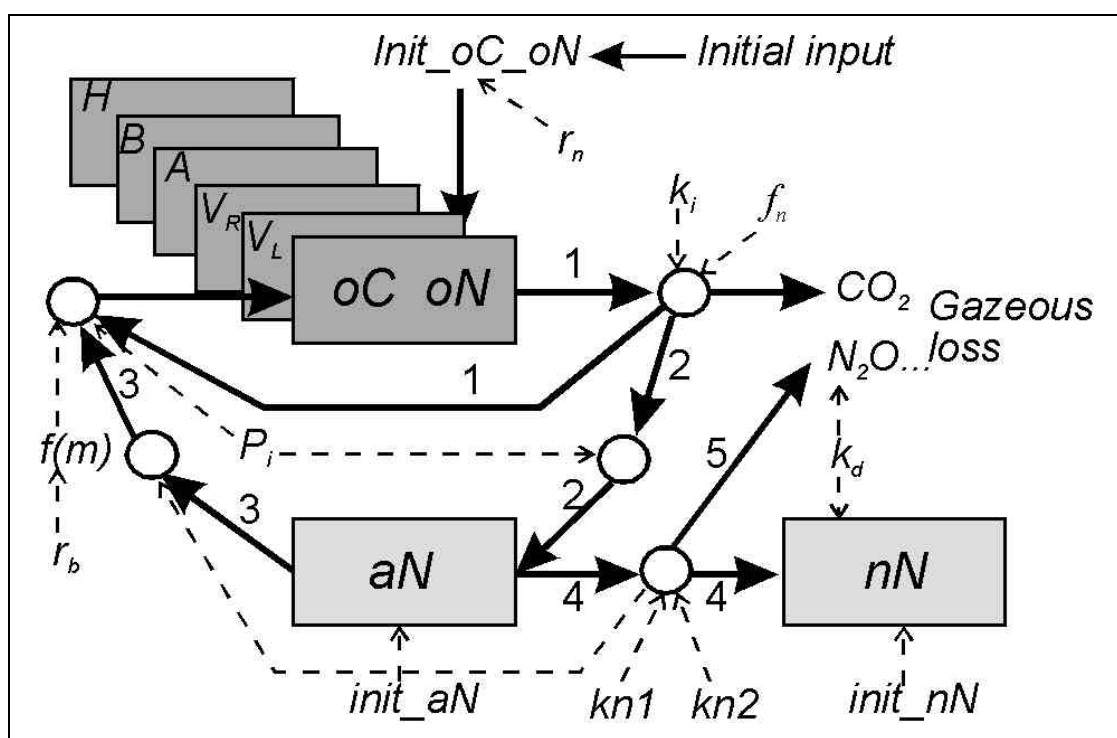 Init_oC_oN Initial input
H
B
A
V_R
V_L
r_n
k_i
f_n
oC oN
1
CO_2
Gazeous
loss
N_2O...
1
2
3
f(m)
P_i
5
k_d
2
3
r_b
aN
4
4
nN
init_aN
kn1
kn2
init_nN